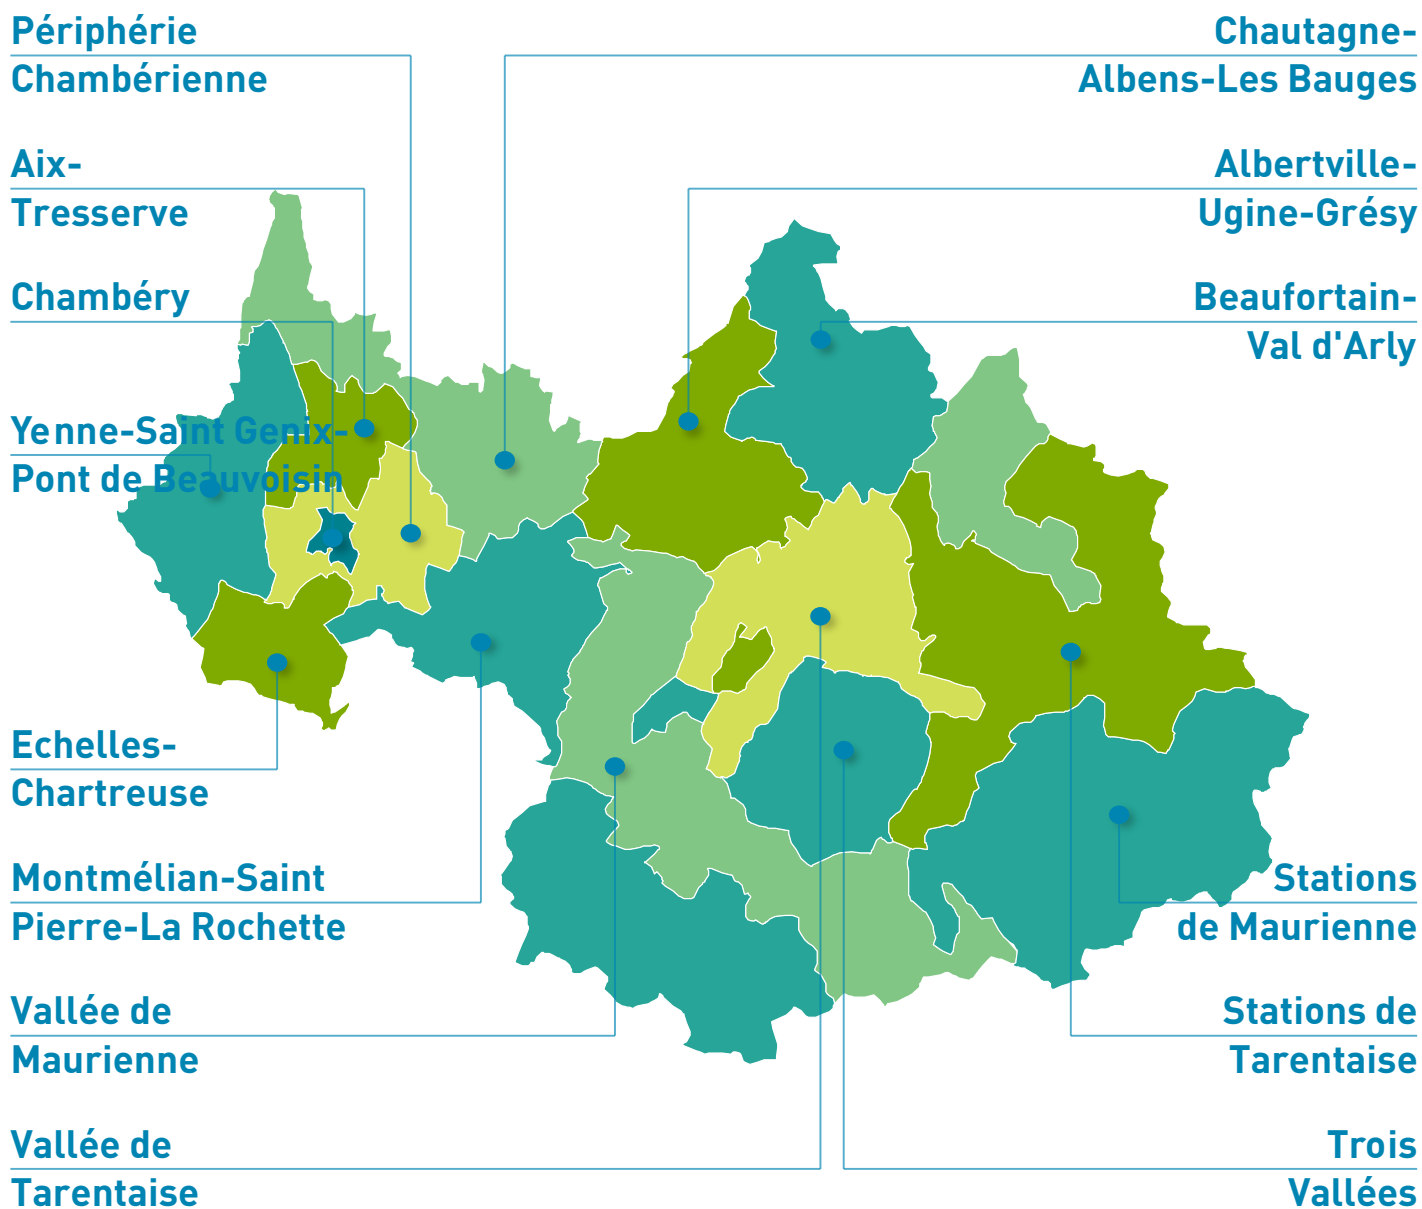 Périphérie
Chambérienne
Aix-
Tresserve
Chambéry
Yenne-Saint Genix-
Pont de Beauvoisin
Echelles-
Chartreuse
Montmélian-Saint
Pierre-La Rochette
Vallée de
Maurienne
Vallée de
Tarentaise
Chautagne-
Albens-Les Bauges
Albertville-
Ugine-Grésy
Beaufortain-
Val d'Arly
Stations
de Maurienne
Stations de
Tarentaise
Trois
Vallées